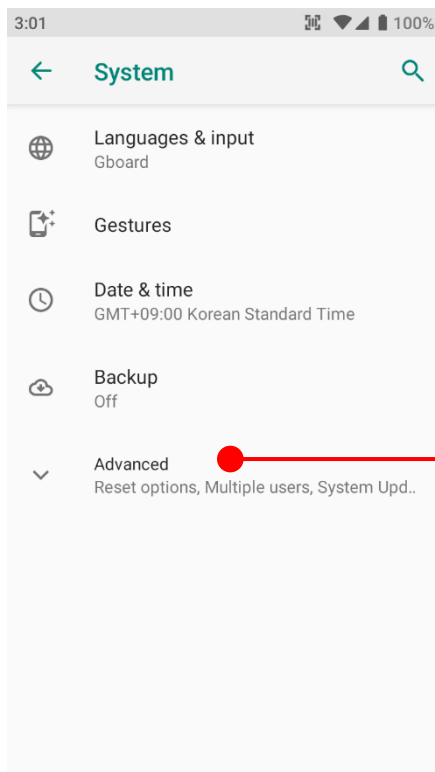 3:01
100%
System
Languages & input
Gboard
Gestures
Date & time
GMT+09:00 Korean Standard Time
Backup
Off
Advanced
Reset options, Multiple users, System Upd..